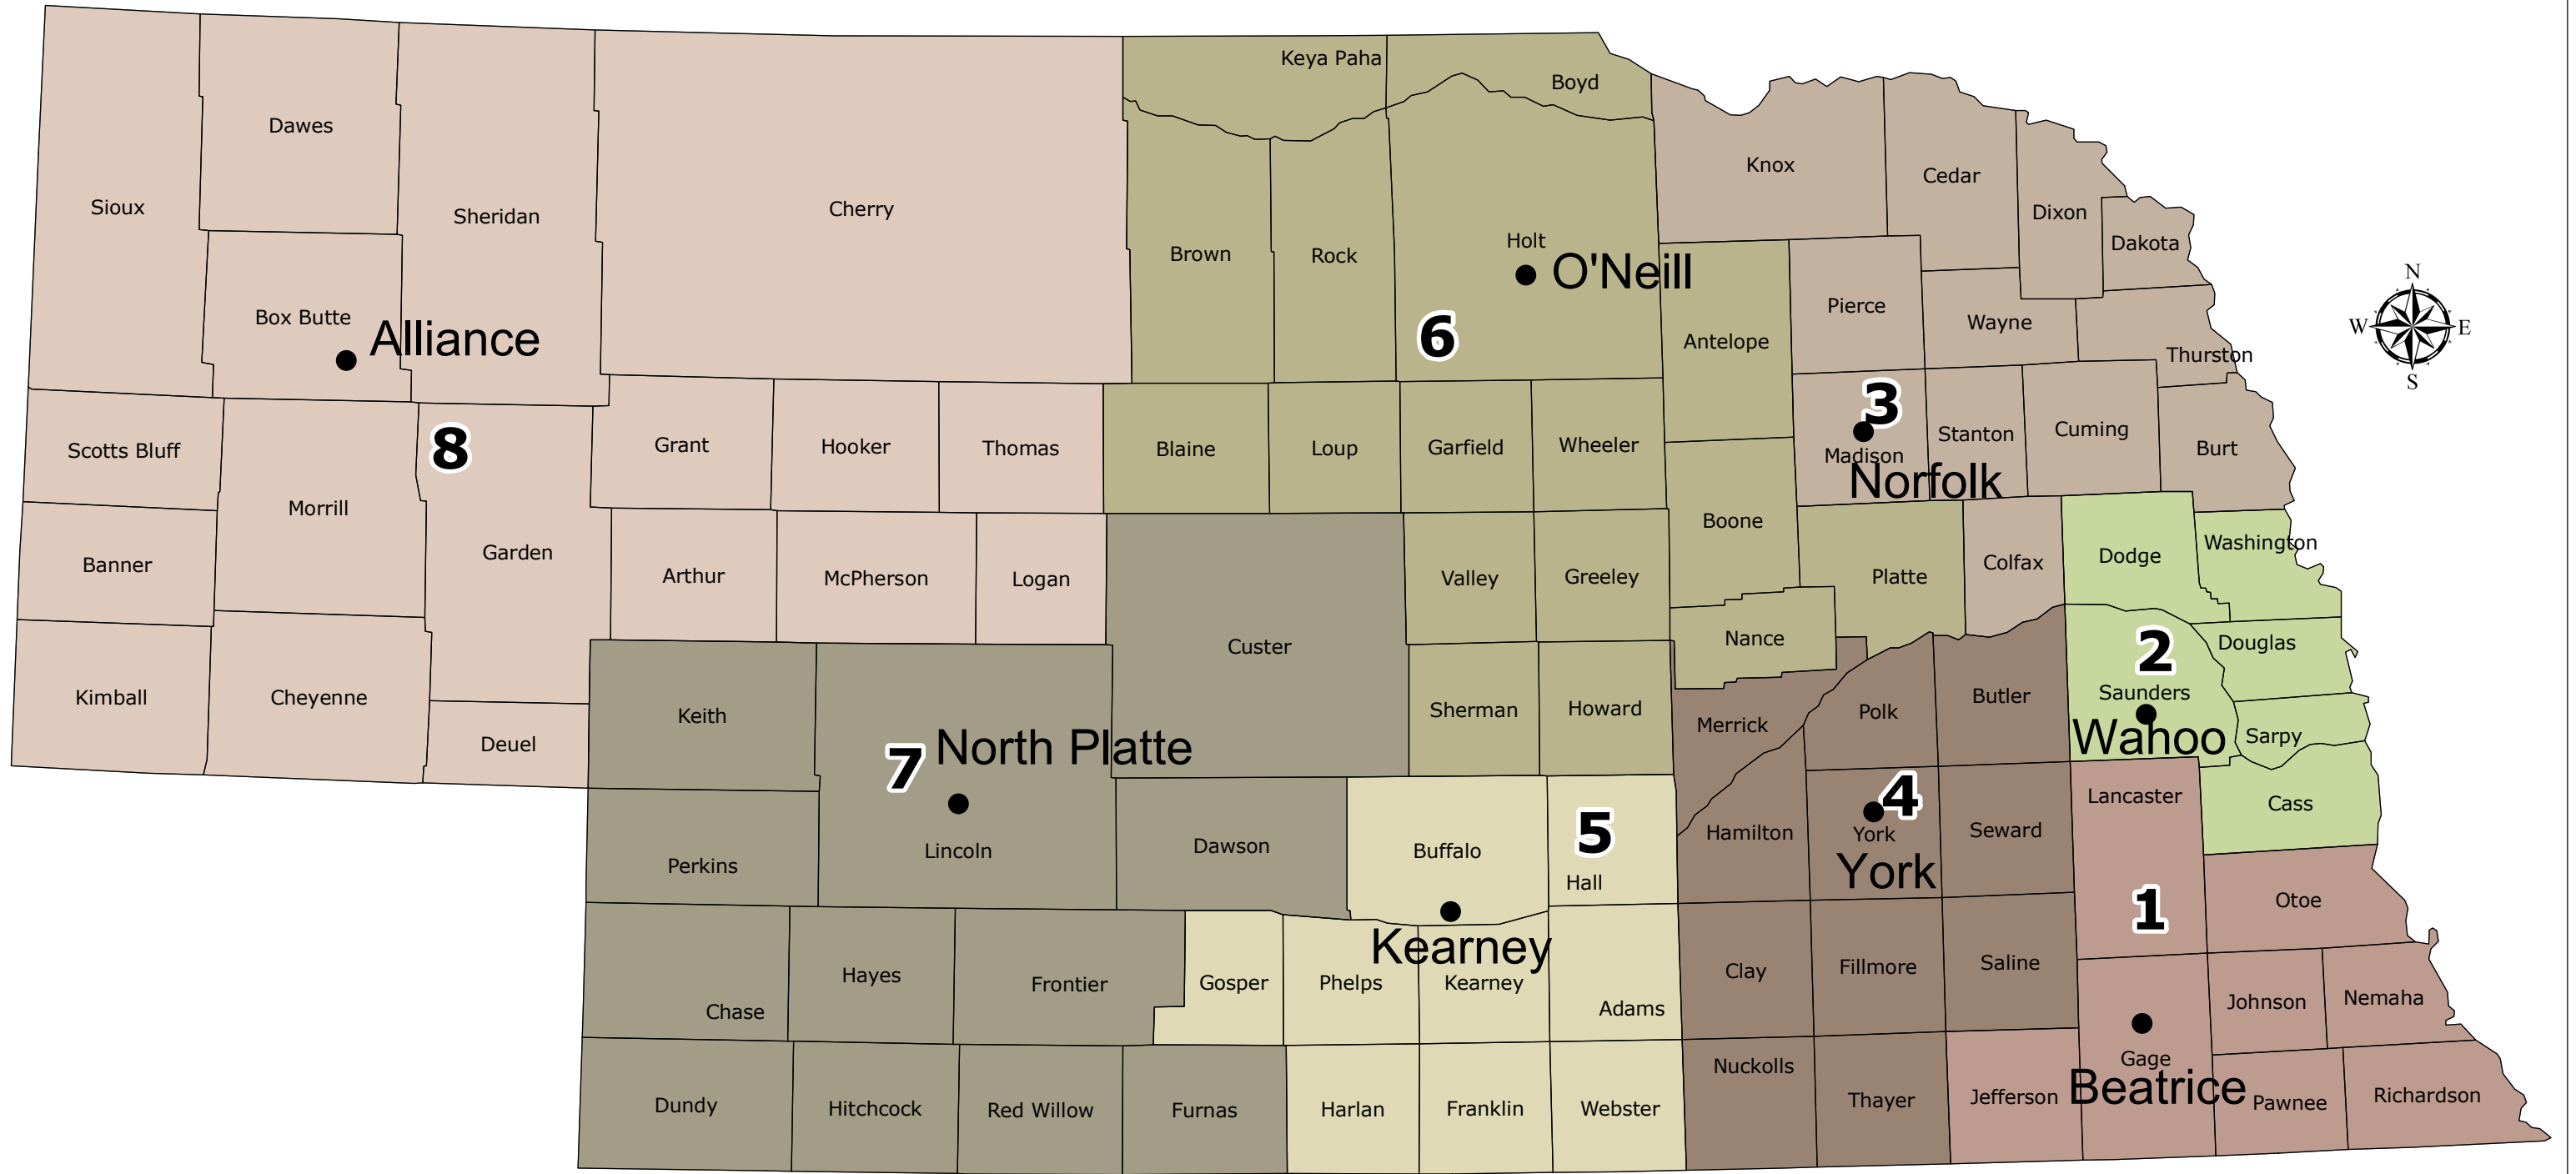 Keya Paha
Boyd
Dawes
Knox
Cedar
Sioux
Sheridan
Cherry
Dixon
Holt
Dakota
Brown
Rock
O'Neill
N
W
E
S
Box Butte
Alliance
6
Pierce
Wayne
Antelope
Thurston
3
8
Scotts Bluff
Grant
Hooker
Thomas
Blaine
Loup
Garfield
Wheeler
Madison
Norfolk
Stanton
Cuming
Burt
Morrill
Boone
Washington
Garden
Banner
Arthur
McPherson
Logan
Valley
Greeley
Platte
Colfax
Dodge
Custer
Nance
2
Douglas
Kimball
Cheyenne
Saunders
Wahoo
Keith
Sherman
Howard
Merrick
Polk
Butler
Sarpy
Deuel
7
North Platte
4
Lancaster
Cass
Perkins
Lincoln
Dawson
Buffalo
5
Hall
Hamilton
York
York
Seward
1
Otoe
Kearney
Chase
Hayes
Frontier
Gosper
Phelps
Kearney
Adams
Clay
Fillmore
Saline
Johnson
Nemaha
Gage
Beatrice
Dundy
Hitchcock
Red Willow
Furnas
Harlan
Franklin
Webster
Nuckolls
Thayer
Jefferson
Pawnee
Richardson